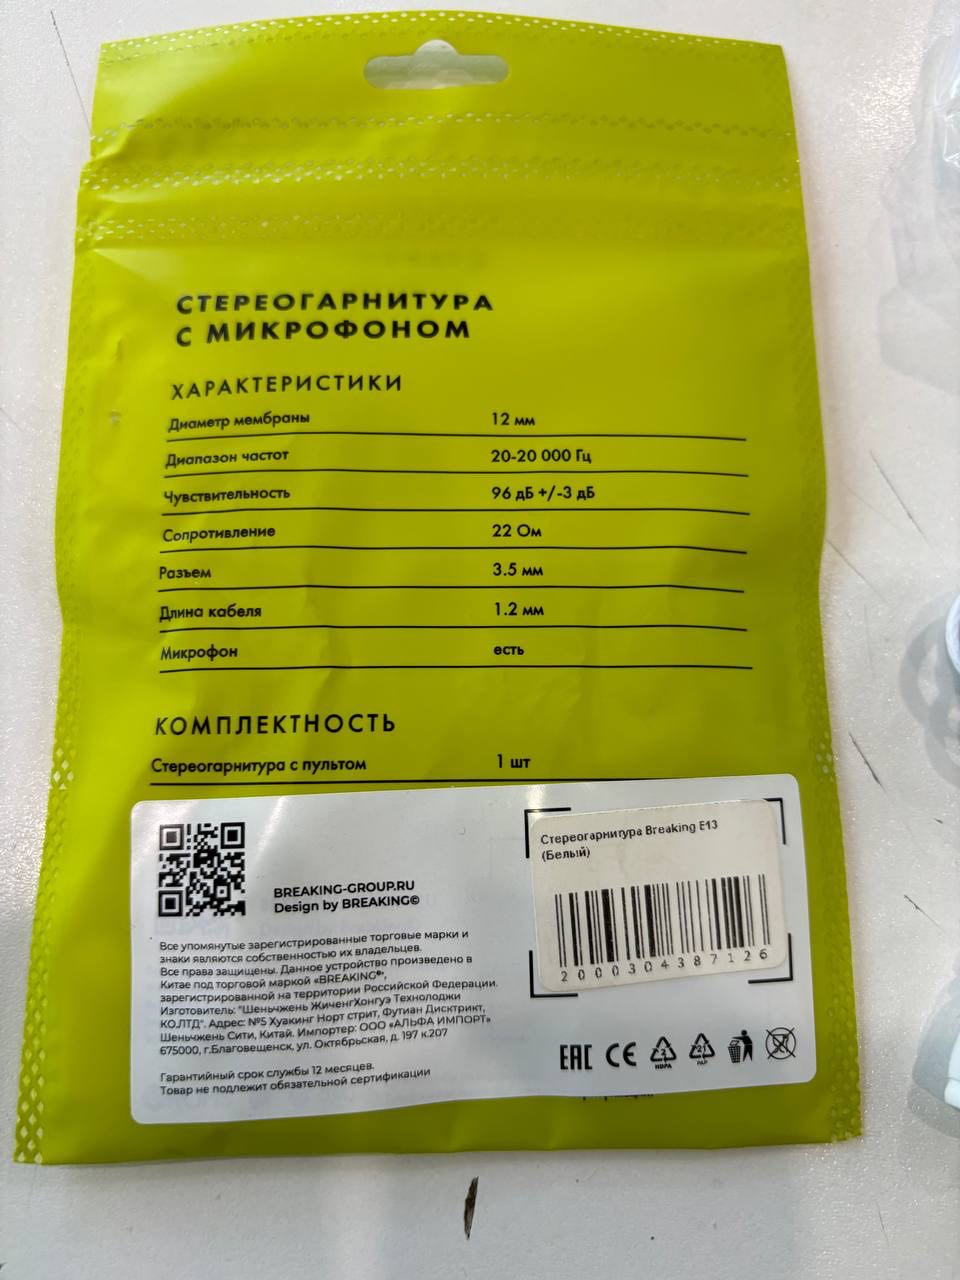 СТЕРЕОГАРНИТУРА
С МИКРОФОНОМ
ХАРАКТЕРИСТИКИ
Диаметр мембраны 12 мм
Диапазон частот 20-20 000 Гц
Чувствительность 96 дБ +/-3 дБ
Сопротивление 22 Ом
Разъем 3.5 мм
Длина кабеля 1.2 мм
Микрофон есть
КОМПЛЕКТНОСТЬ
Стереогарнитура с пультом 1 шт
Стереогарнитура Breaking E13
(Белый)
2000304387126
BREAKING-GROUP.RU
Design by BREAKING©
Все упомянутые зарегистрированные торговые марки и
знаки являются собственностью их владельцев.
Все права защищены. Данное устройство произведено в
Китае под торговой маркой «BREAKING®»,
зарегистрированной на территории Российской Федерации.
Изготовитель: "Шеньчжень ЖиченгХонгуэ Технолоджи
КО.ЛТД". Адрес: №5 Хуакинг Норт стрит, Футиан Дисктрикт,
Шеньчжень Сити, Китай. Импортер: ООО «АЛЬФА ИМПОРТ»
675000, г.Благовещенск, ул. Октябрьская, д. 197 к.207
Гарантийный срок службы 12 месяцев.
Товар не подлежит обязательной сертификации
EAC CE